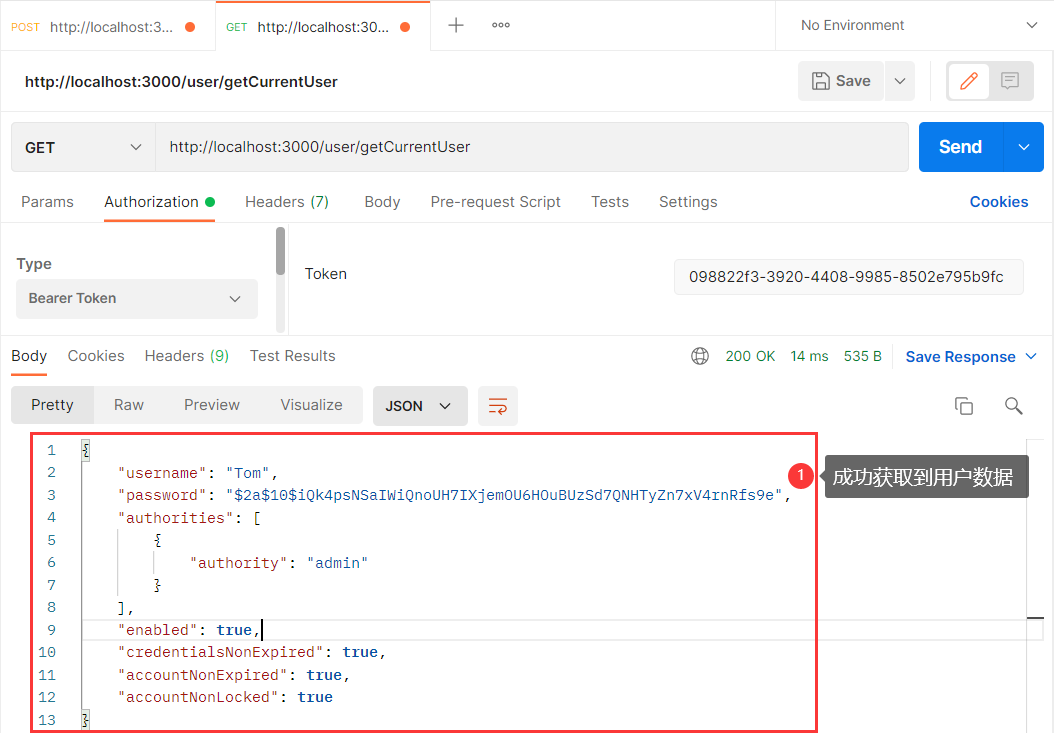 POST http://localhost:3... GET http://localhost:30... No Environment
http://localhost:3000/user/getCurrentUser Save
GET http://localhost:3000/user/getCurrentUser Send
Params Authorization Headers (7) Body Pre-request Script Tests Settings Cookies
Type
Bearer Token
Token 098822f3-3920-4408-9985-8502e795b9fc
Body Cookies Headers (9) Test Results 200 OK 14 ms 535 B Save Response
Pretty Raw Preview Visualize JSON
1 {
2 "username": "Tom",
3 "password": "$2a$10$iQk4psNSaIWiQnoUH7IXjemOU6HOuBUzSd7QNHTyZn7xV4rnRfs9e",
1 成功获取到用户数据
4 "authorities": [
5 {
6 "authority": "admin"
7 }
8 ],
9 "enabled": true,
10 "credentialsNonExpired": true,
11 "accountNonExpired": true,
12 "accountNonLocked": true
13 }